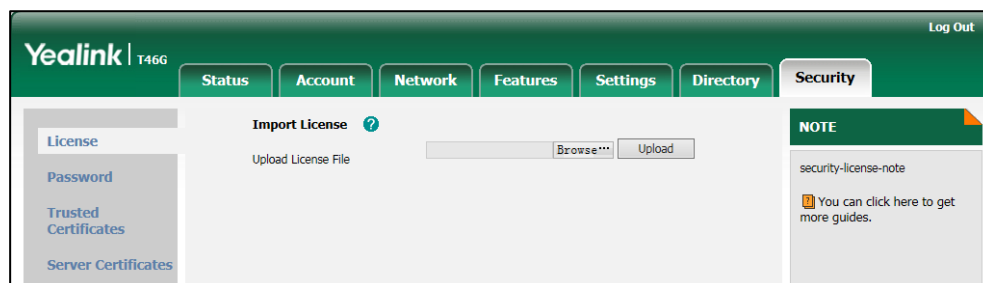 Log Out
Yealink | T46G
Status Account Network Features Settings Directory Security
License
Password
Trusted
Certificates
Server Certificates
Import License ?
Upload License File Browse... Upload
NOTE
security-license-note
? You can click here to get
more guides.